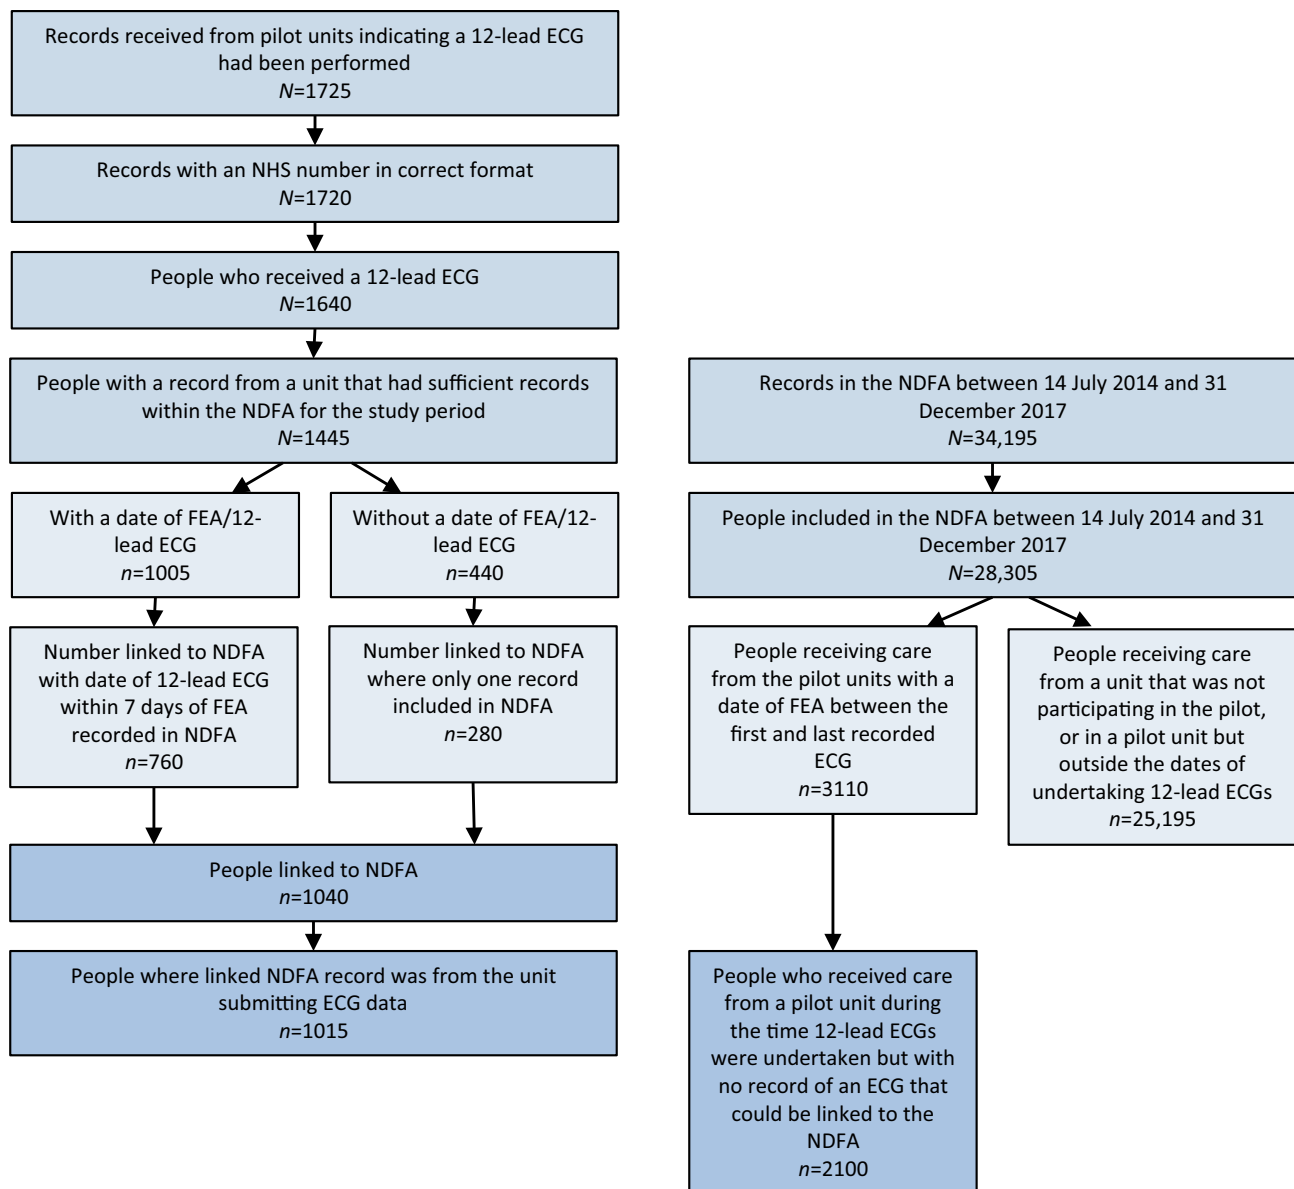 Records received from pilot units indicating a 12-lead ECG
had been performed
N=1725
Records with an NHS number in correct format
N=1720
People who received a 12-lead ECG
N=1640
People with a record from a unit that had sufficient records
within the NDFA for the study period
N=1445
With a date of FEA/12-
lead ECG
n=1005
Without a date of FEA/12-
lead ECG
n=440
Number linked to NDFA
with date of 12-lead ECG
within 7 days of FEA
recorded in NDFA
n=760
Number linked to NDFA
where only one record
included in NDFA
n=280
People linked to NDFA
n=1040
People where linked NDFA record was from the unit
submitting ECG data
n=1015
Records in the NDFA between 14 July 2014 and 31
December 2017
N=34,195
People included in the NDFA between 14 July 2014 and 31
December 2017
N=28,305
People receiving care
from the pilot units with a
date of FEA between the
first and last recorded
ECG
n=3110
People receiving care
from a unit that was not
participating in the pilot,
or in a pilot unit but
outside the dates of
undertaking 12-lead ECGs
n=25,195
People who received care
from a pilot unit during
the time 12-lead ECGs
were undertaken but with
no record of an ECG that
could be linked to the
NDFA
n=2100